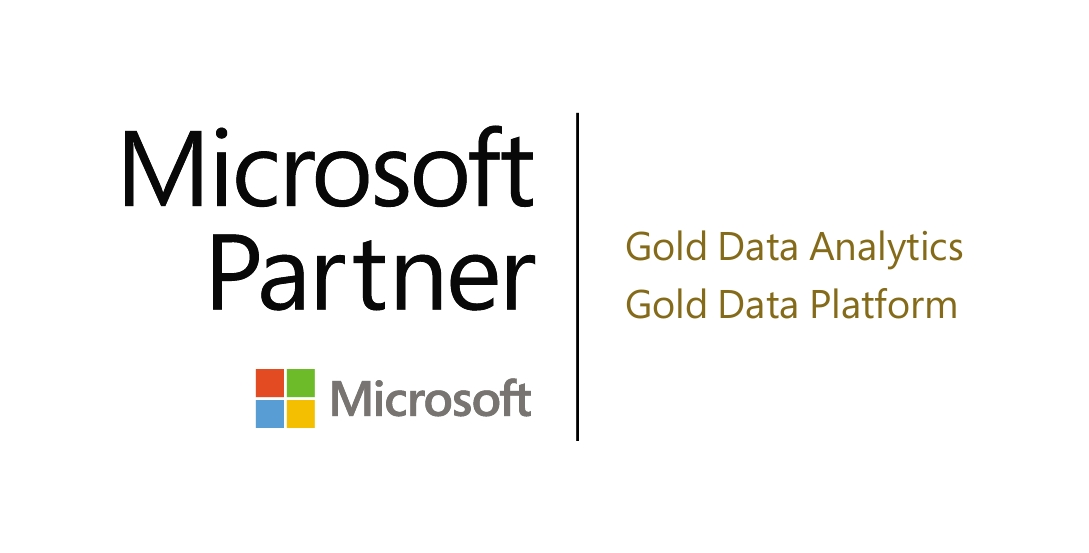 Microsoft
Partner
Microsoft
Gold Data Analytics
Gold Data Platform